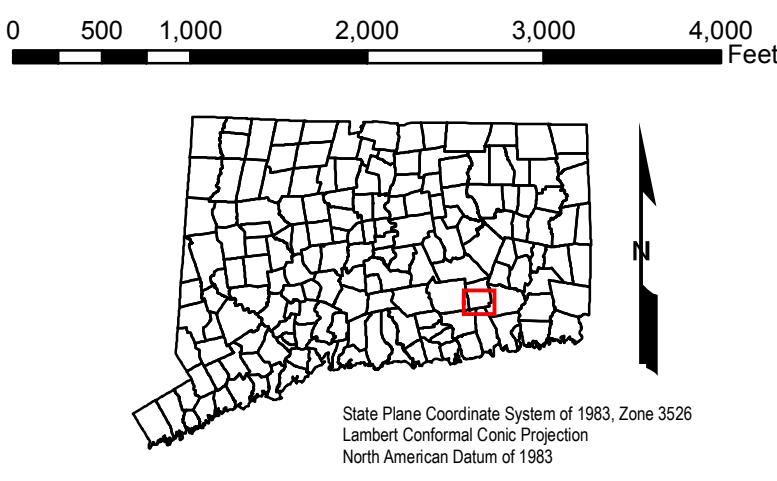 0 500 1,000 2,000 3,000 4,000
Feet
N
State Plane Coordinate System of 1983, Zone 3526
Lambert Conformal Conic Projection
North American Datum of 1983